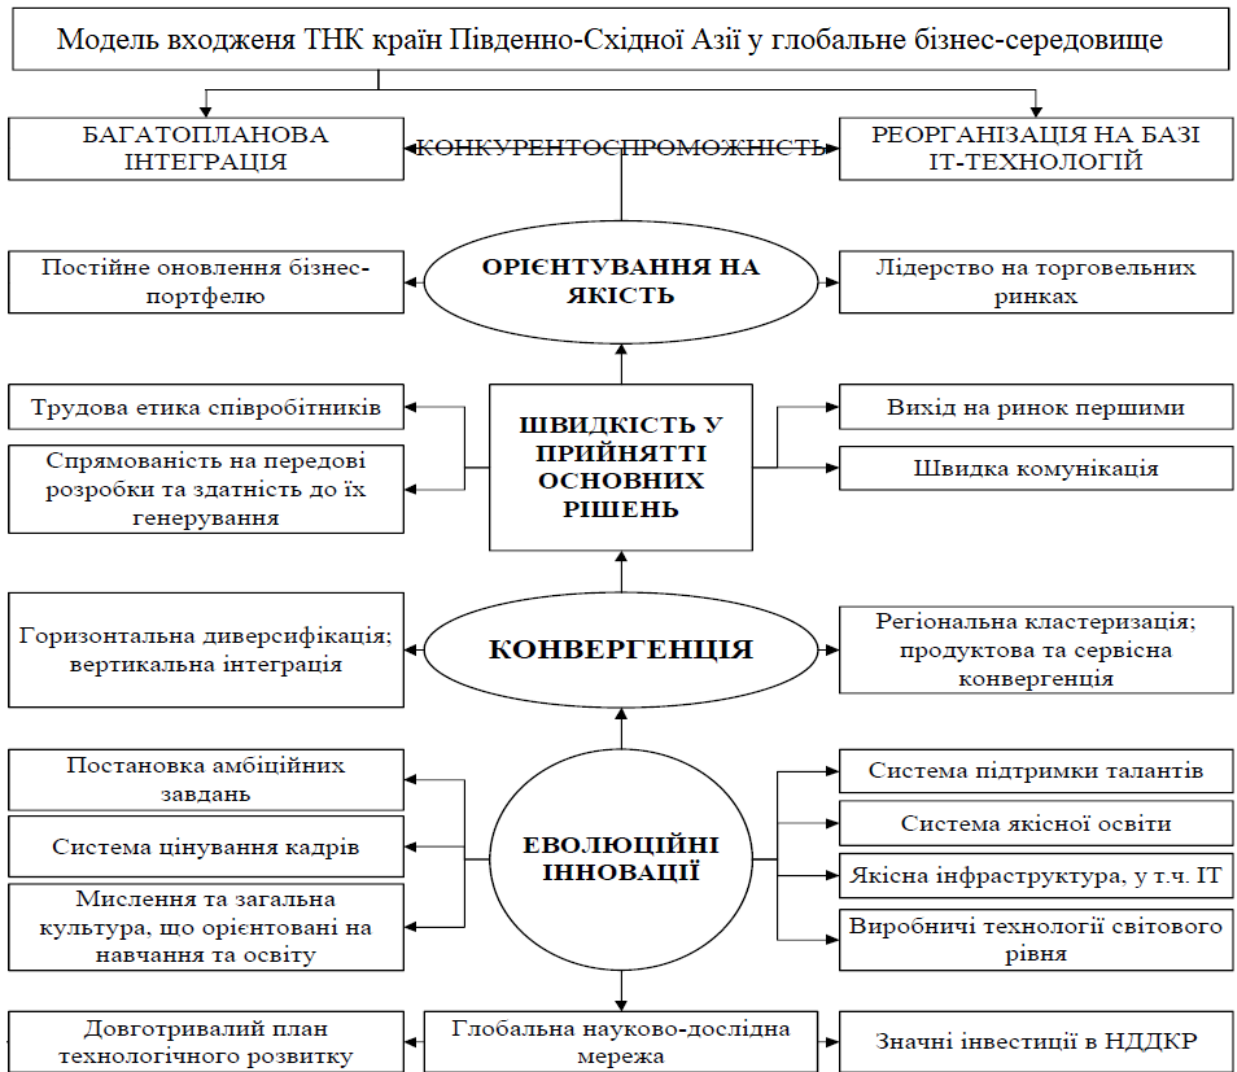 Модель входженя ТНК країн Південно-Східної Азії у глобальне бізнес-середовище
БАГАТОПЛАНОВА
ІНТЕГРАЦІЯ
КОНКУРЕНТОСПРОМОЖНІСТЬ
РЕОРГАНІЗАЦІЯ НА БАЗІ
ІТ-ТЕХНОЛОГІЙ
Постійне оновлення бізнес-
портфелю
ОРІЄНТУВАННЯ НА
ЯКІСТЬ
Лідерство на торговельних
ринках
Трудова етика співробітників
Спрямованість на передові
розробки та здатність до їх
генерування
ШВИДКІСТЬ У
ПРИЙНЯТТІ
ОСНОВНИХ
РІШЕНЬ
Вихід на ринок першими
Швидка комунікація
Горизонтальна диверсифікація;
вертикальна інтеграція
КОНВЕРГЕНЦІЯ
Регіональна кластеризація;
продуктова та сервісна
конвергенція
Постановка амбіційних
завдань
Система цінування кадрів
Мислення та загальна
культура, що орієнтовані на
навчання та освіту
ЕВОЛЮЦІЙНІ
ІННОВАЦІЇ
Система підтримки талантів
Система якісної освіти
Якісна інфраструктура, у т.ч. ІТ
Виробничі технології світового
рівня
Довготривалий план
технологічного розвитку
Глобальна науково-дослідна
мережа
Значні інвестиції в НДДКР